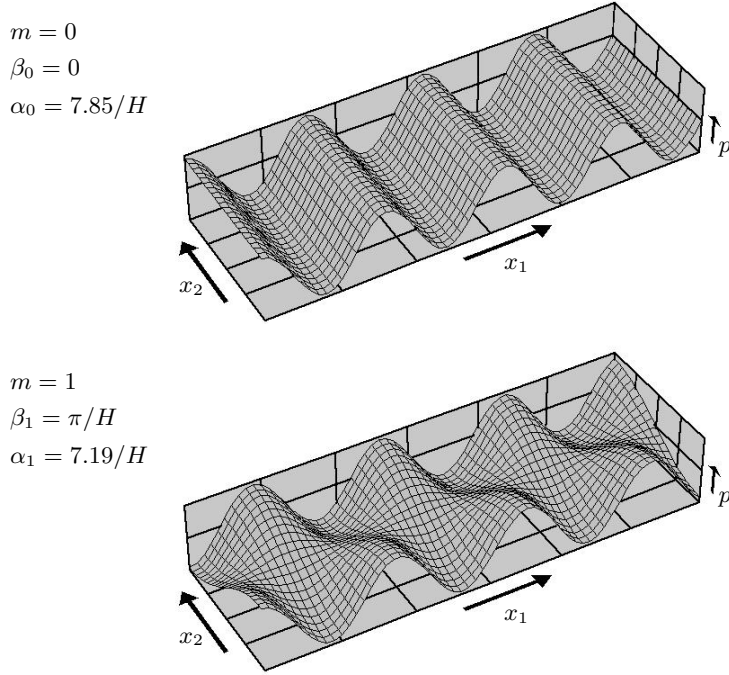 m = 0
β₀ = 0
α₀ = 7.85/H
p
x₂
x₁
m = 1
β₁ = π/H
α₁ = 7.19/H
p
x₂
x₁